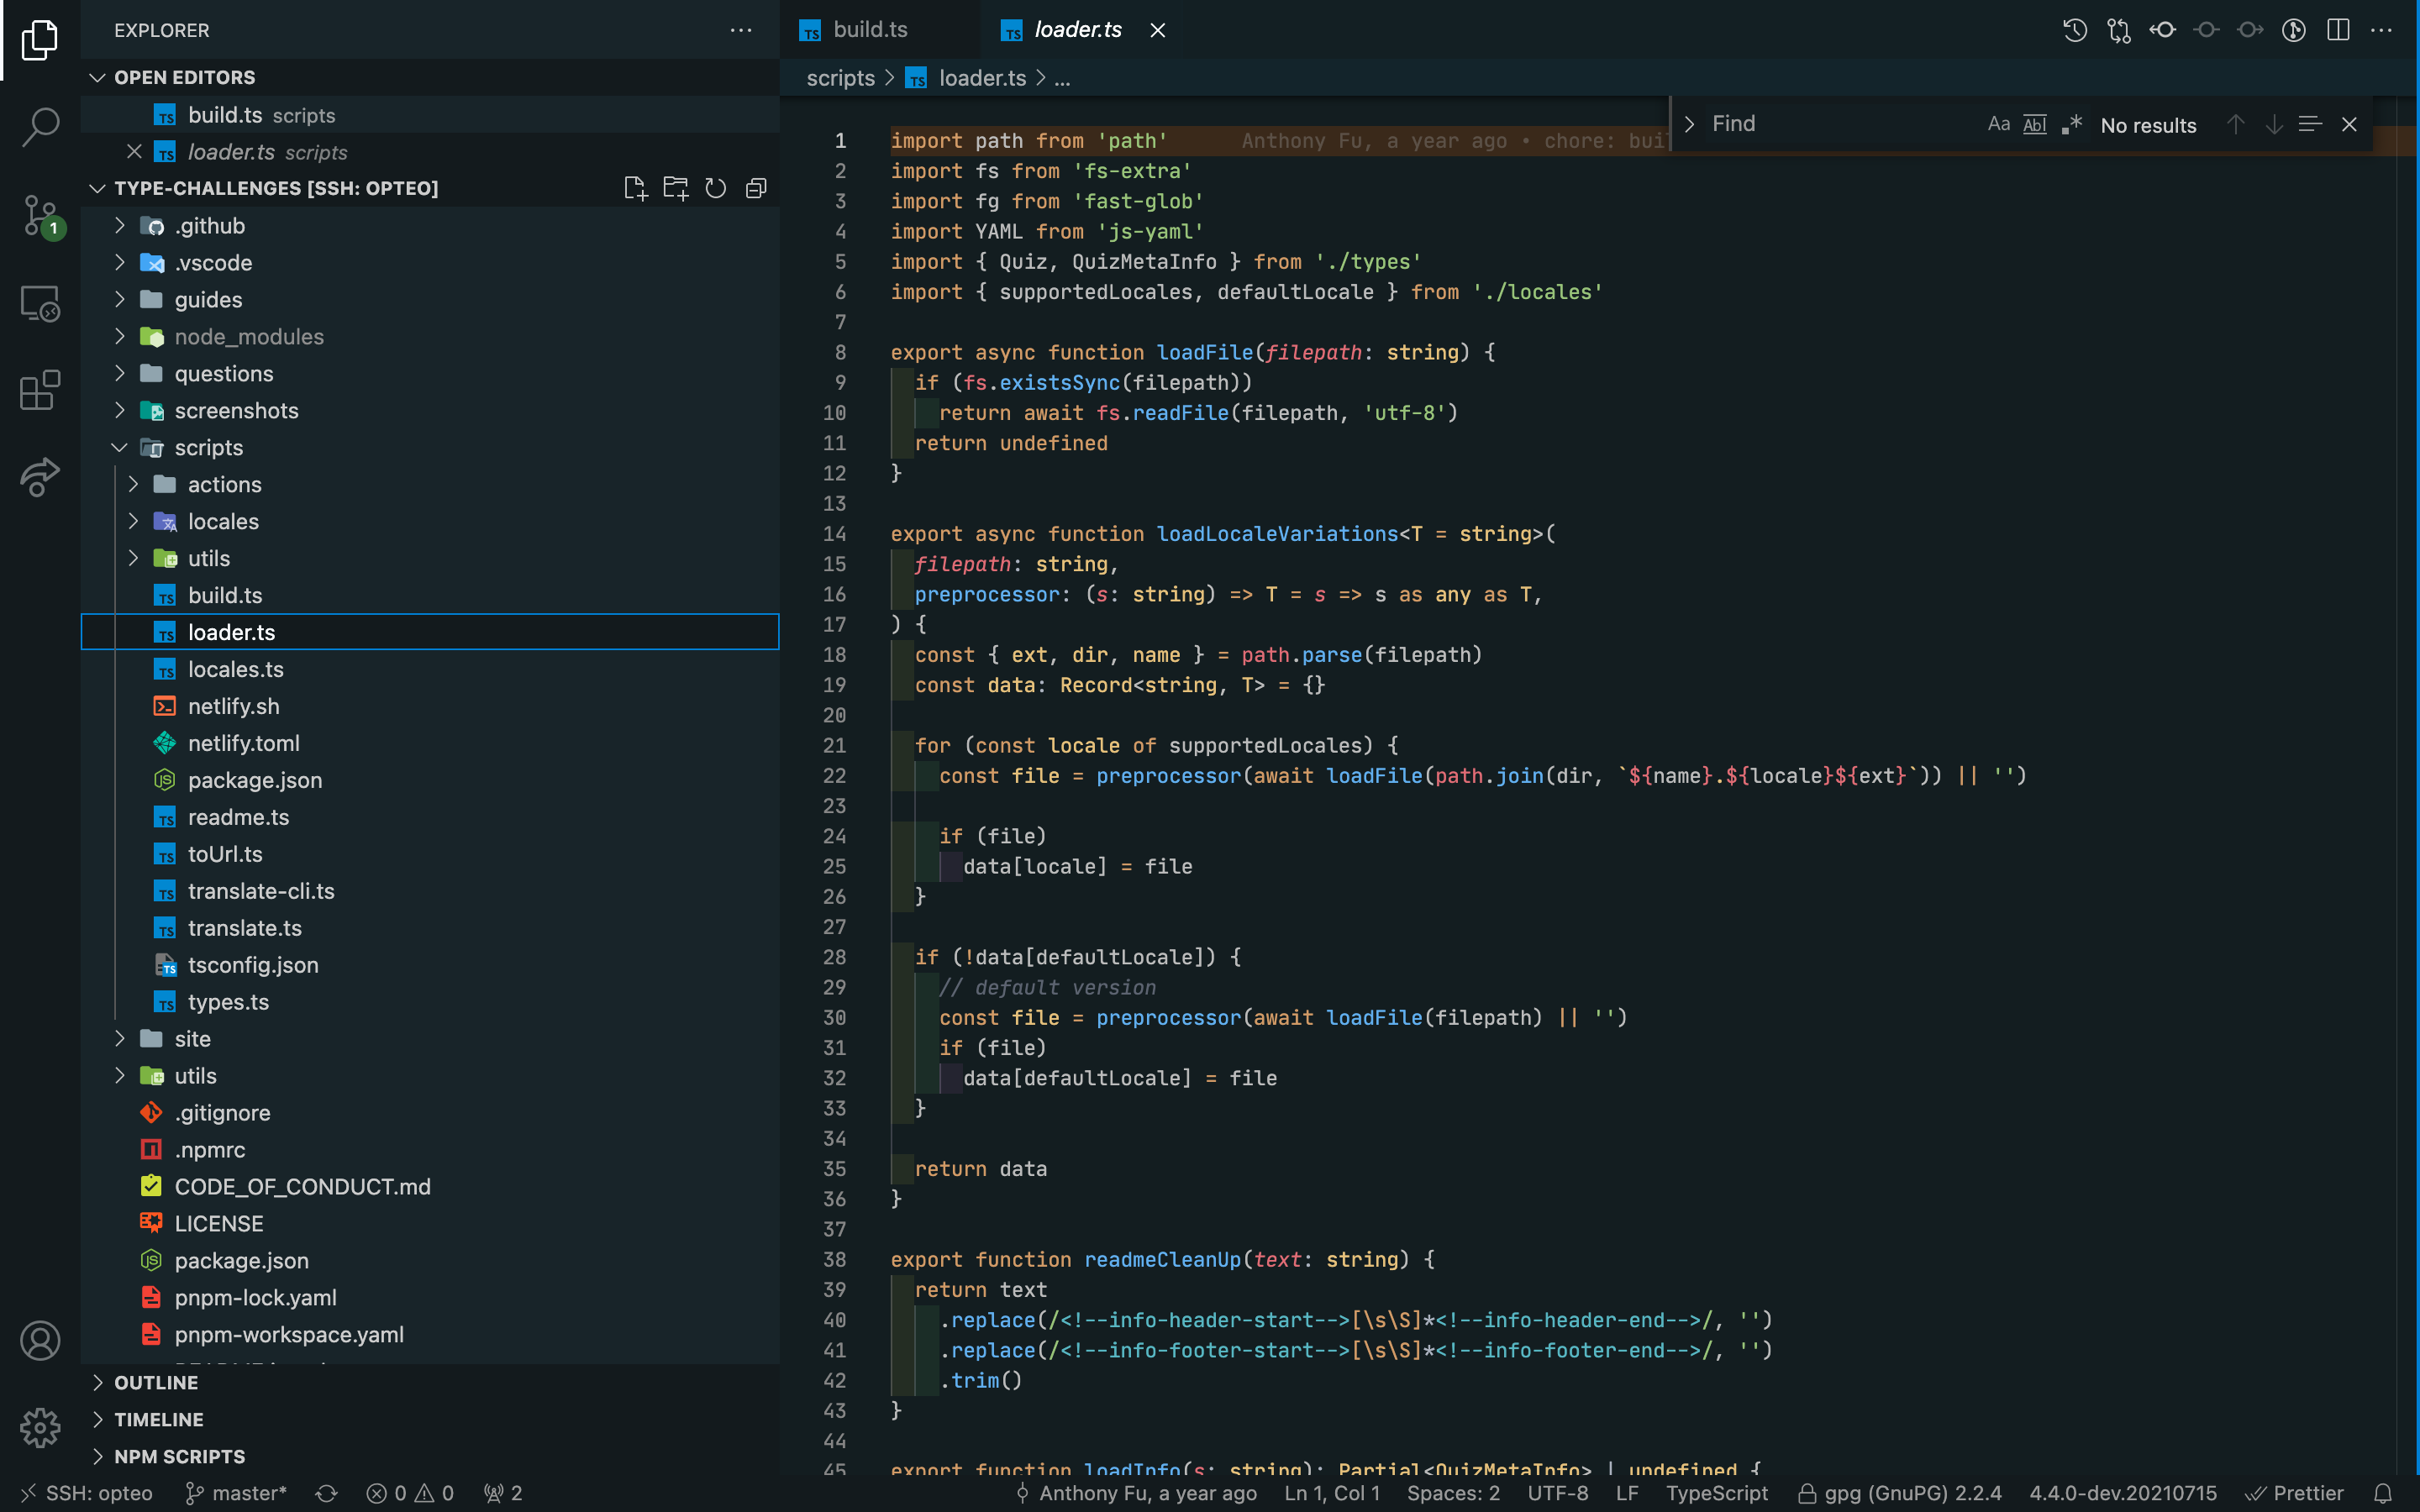 EXPLORER
OPEN EDITORS
build.ts scripts
loader.ts scripts
TYPE-CHALLENGES [SSH: OPTEO]
.github
.vscode
guides
node_modules
questions
screenshots
scripts
actions
locales
utils
build.ts
loader.ts
locales.ts
netlify.sh
netlify.toml
package.json
readme.ts
toUrl.ts
translate-cli.ts
translate.ts
tsconfig.json
types.ts
site
utils
.gitignore
.npmrc
CODE_OF_CONDUCT.md
LICENSE
package.json
pnpm-lock.yaml
pnpm-workspace.yaml
OUTLINE
TIMELINE
NPM SCRIPTS
build.ts
loader.ts
scripts > loader.ts > ...
Find
Aa Abl .* No results
1 import path from 'path' Anthony Fu, a year ago • chore: bui
2 import fs from 'fs-extra'
3 import fg from 'fast-glob'
4 import YAML from 'js-yaml'
5 import { Quiz, QuizMetaInfo } from './types'
6 import { supportedLocales, defaultLocale } from './locales'
7
8 export async function loadFile(filepath: string) {
9 if (fs.existsSync(filepath))
10 return await fs.readFile(filepath, 'utf-8')
11 return undefined
12 }
13
14 export async function loadLocaleVariations<T = string>(
15 filepath: string,
16 preprocessor: (s: string) => T = s => s as any as T,
17 ) {
18 const { ext, dir, name } = path.parse(filepath)
19 const data: Record<string, T> = {}
20
21 for (const locale of supportedLocales) {
22 const file = preprocessor(await loadFile(path.join(dir, `${name}.${locale}${ext}`)) || '')
23
24 if (file)
25 data[locale] = file
26 }
27
28 if (!data[defaultLocale]) {
29 // default version
30 const file = preprocessor(await loadFile(filepath) || '')
31 if (file)
32 data[defaultLocale] = file
33 }
34
35 return data
36 }
37
38 export function readmeCleanUp(text: string) {
39 return text
40 .replace(/<!--info-header-start-->[\s\S]*<!--info-header-end-->/, '')
41 .replace(/<!--info-footer-start-->[\s\S]*<!--info-footer-end-->/, '')
42 .trim()
43 }
44
45 export function loadInfo(s: string): Partial<QuizMetaInfo> | undefined {
SSH: opteo master* 0 0 2 Anthony Fu, a year ago Ln 1, Col 1 Spaces: 2 UTF-8 LF TypeScript gpg (GnuPG) 2.2.4 4.4.0-dev.20210715 Prettier
1